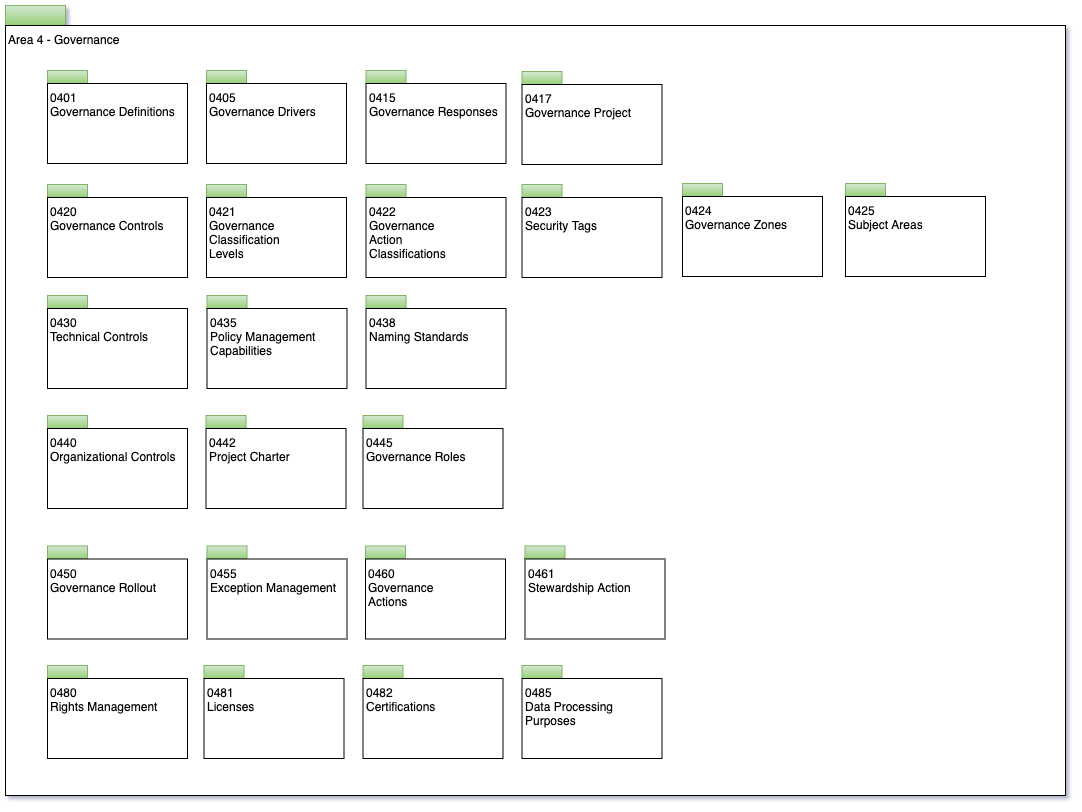 Area 4 - Governance
0401
Governance Definitions
0405
Governance Drivers
0415
Governance Responses
0417
Governance Project
0420
Governance Controls
0421
Governance
Classification
Levels
0422
Governance
Action
Classifications
0423
Security Tags
0424
Governance Zones
0425
Subject Areas
0430
Technical Controls
0435
Policy Management
Capabilities
0438
Naming Standards
0440
Organizational Controls
0442
Project Charter
0445
Governance Roles
0450
Governance Rollout
0455
Exception Management
0460
Governance
Actions
0461
Stewardship Action
0480
Rights Management
0481
Licenses
0482
Certifications
0485
Data Processing
Purposes